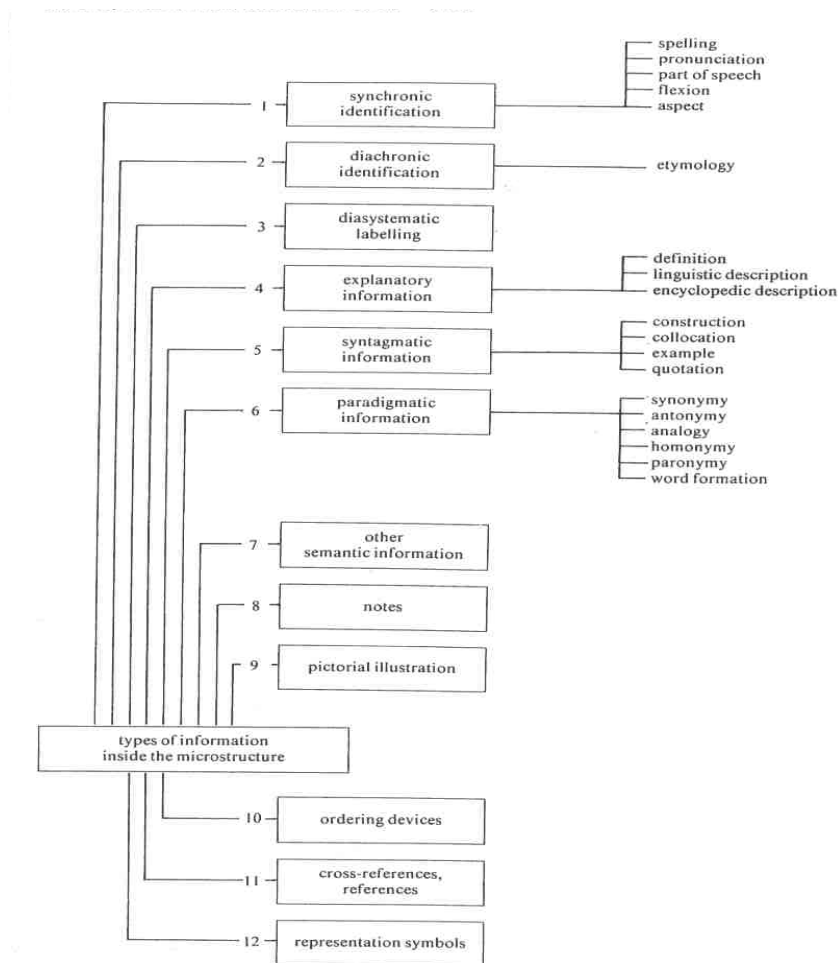 spelling
pronunciation
part of speech
flexion
aspect
1
synchronic
identification
2
diachronic
identification
etymology
3
diasystematic
labelling
4
explanatory
information
definition
linguistic description
encyclopedic description
5
syntagmatic
information
construction
collocation
example
quotation
6
paradigmatic
information
synonymy
antonymy
analogy
homonymy
paronymy
word formation
7
other
semantic information
8
notes
9
pictorial illustration
types of information
inside the microstructure
10
ordering devices
11
cross-references,
references
12
representation symbols